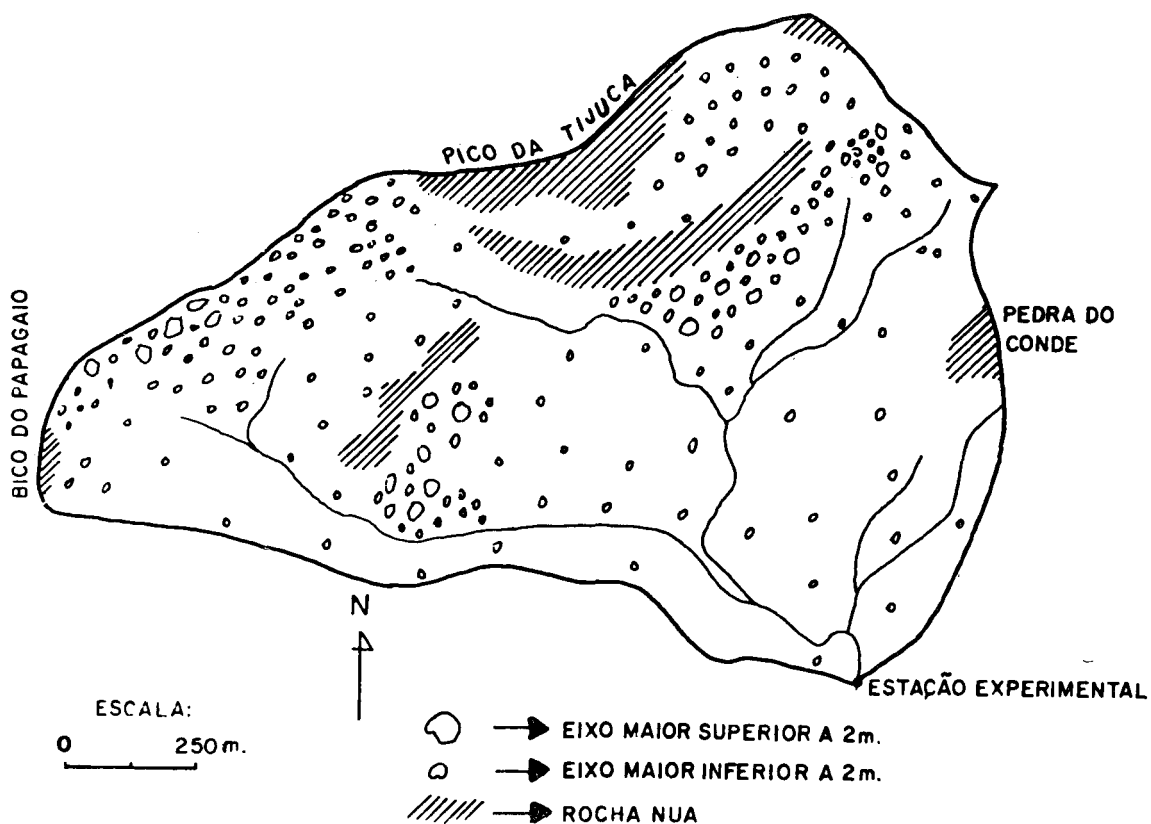 PICO DA TIJUCA
BICO DO PAPAGAIO
PEDRA DO
CONDE
N
ESTAÇÃO EXPERIMENTAL
ESCALA:
0 250m.
EIXO MAIOR SUPERIOR A 2m.
EIXO MAIOR INFERIOR A 2m.
ROCHA NUA